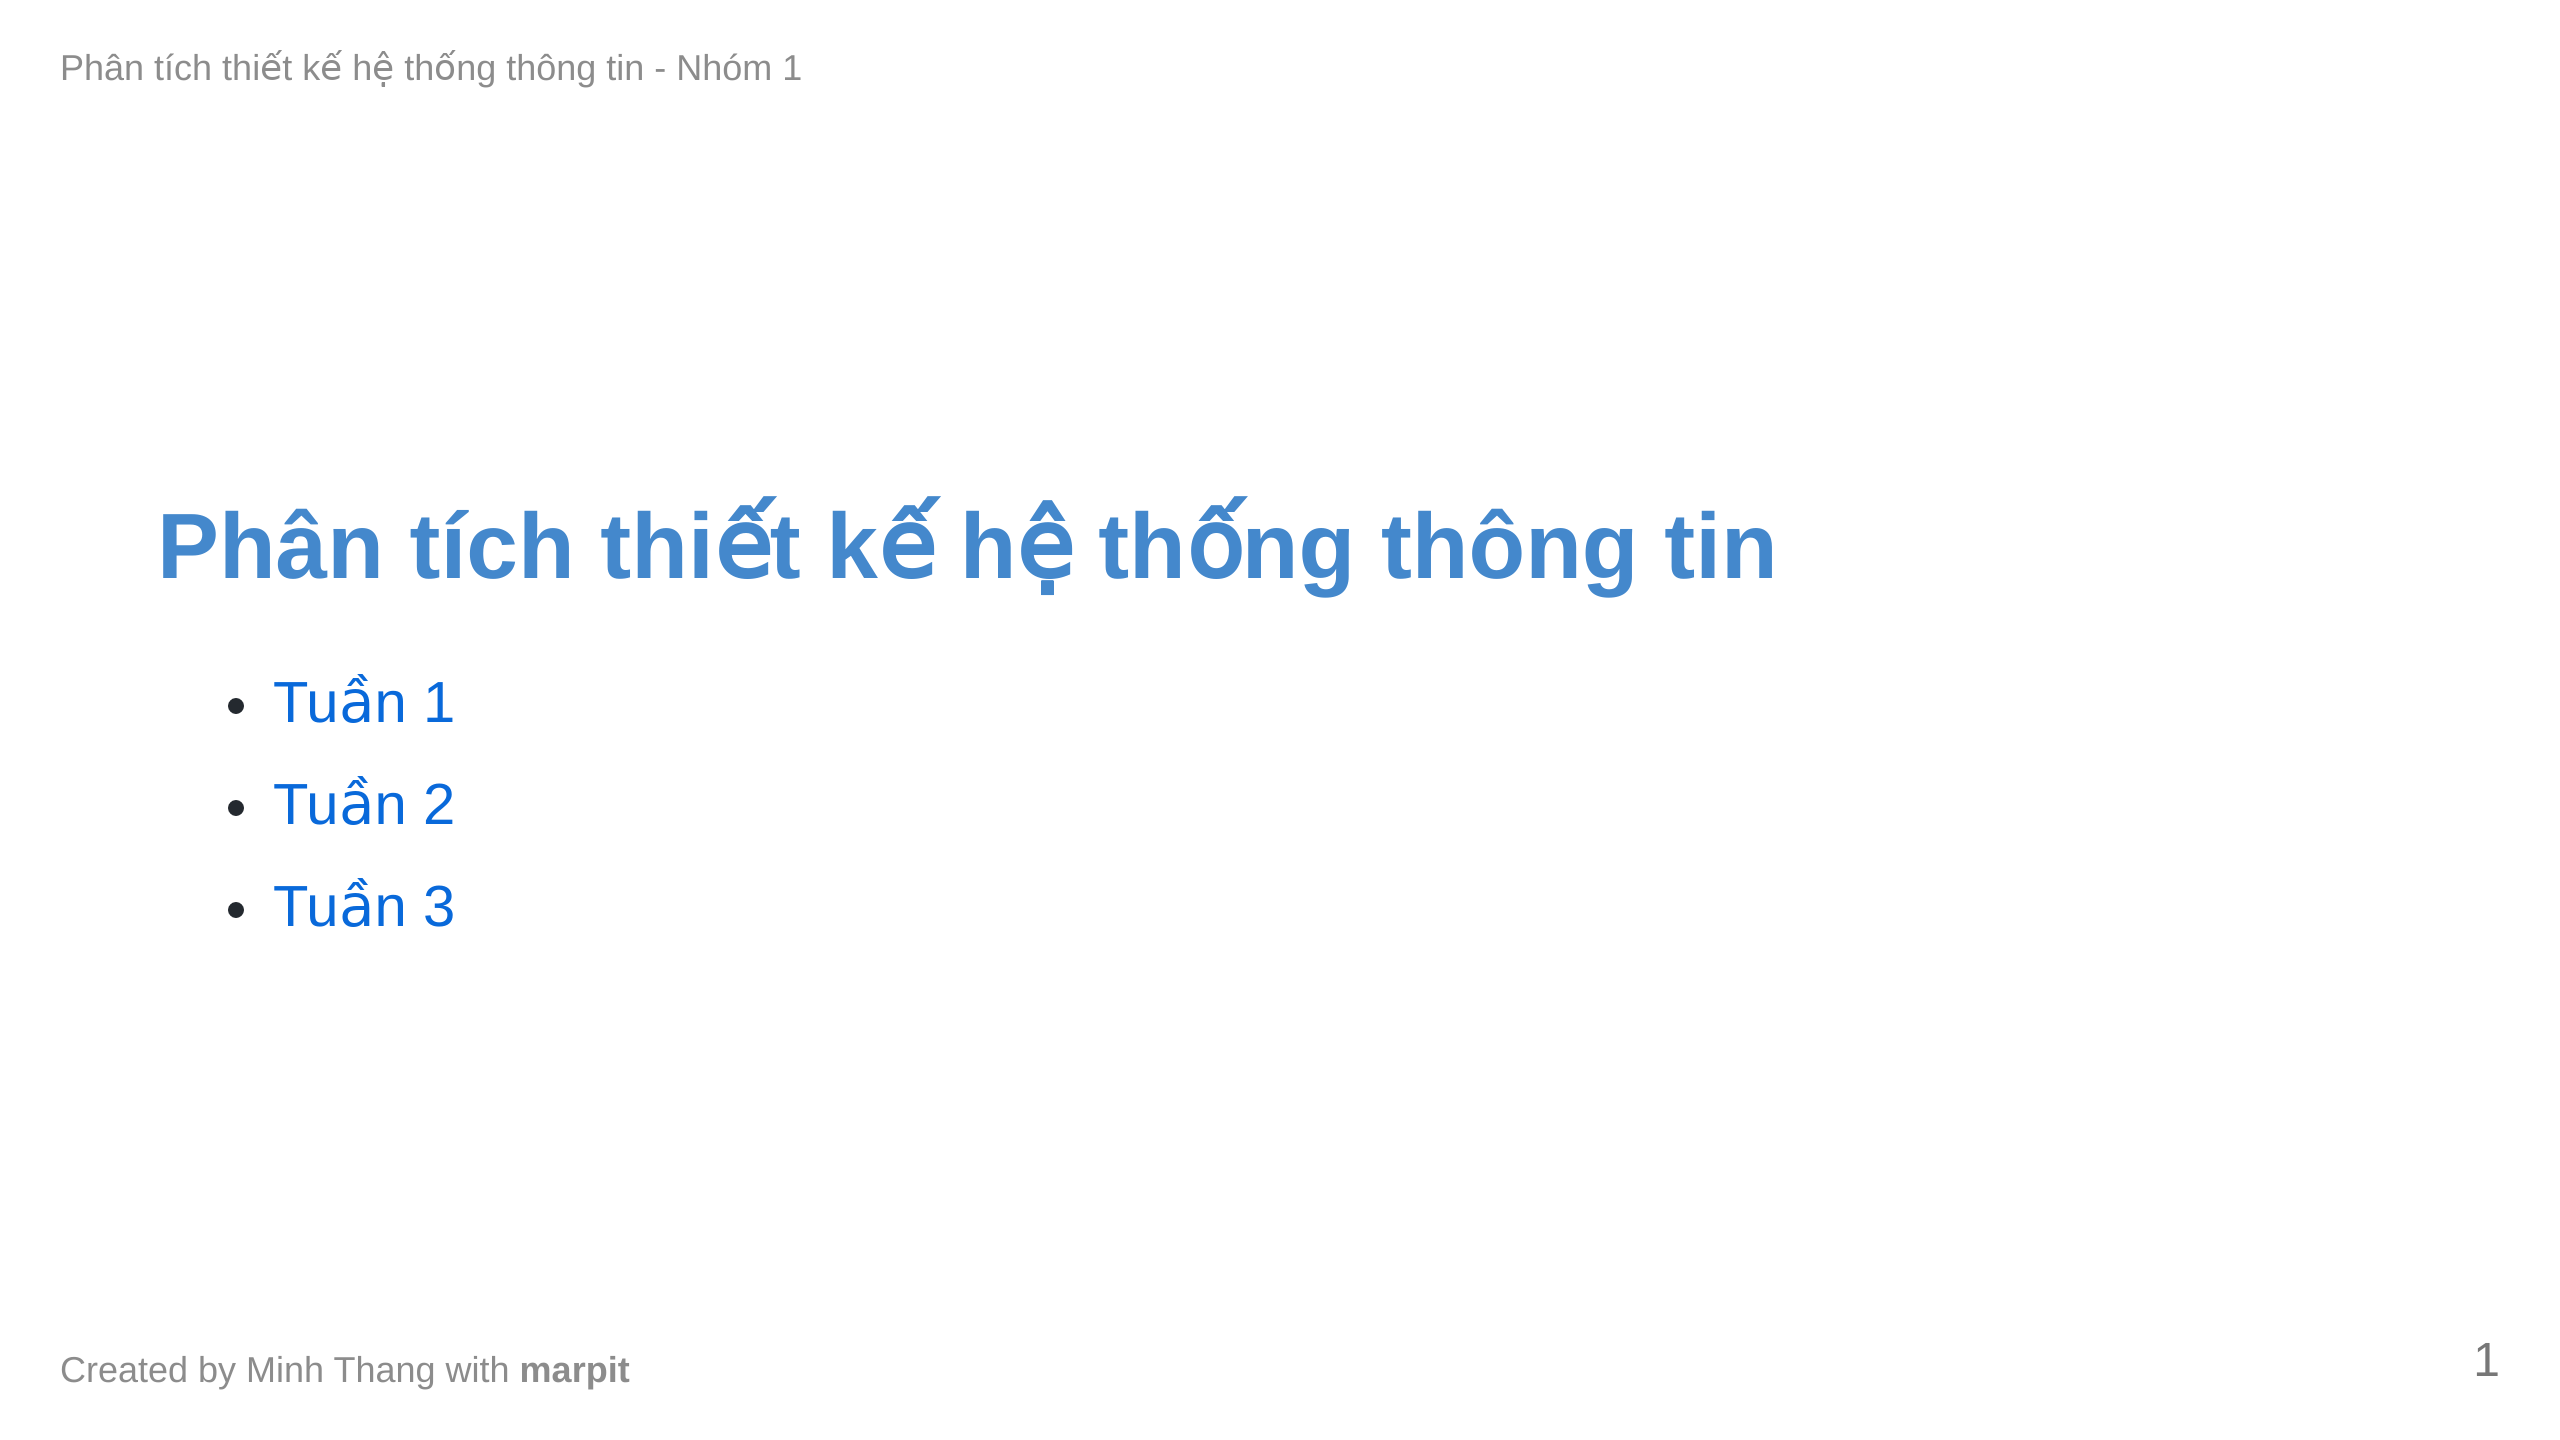 Phân tích thiết kế hệ thống thông tin - Nhóm 1
Phân tích thiết kế hệ thống thông tin
• Tuần 1
• Tuần 2
• Tuần 3
Created by Minh Thang with marpit
1